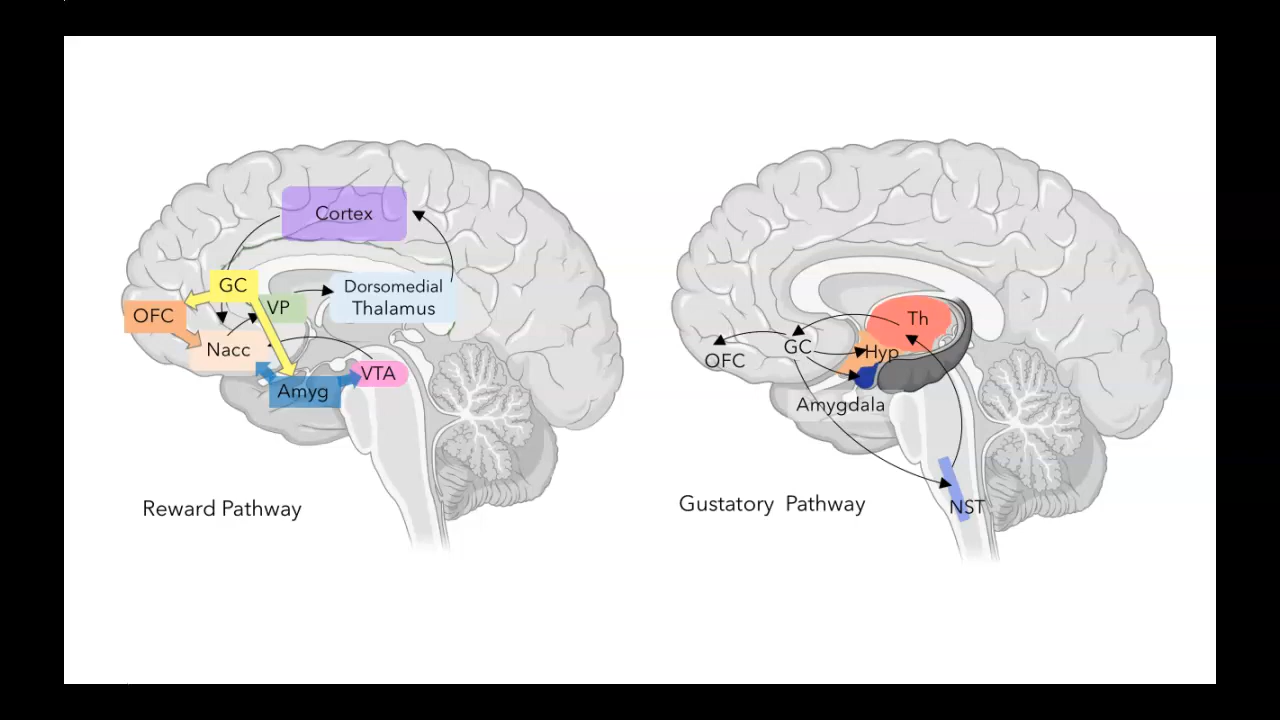 Cortex
GC
VP
Dorsomedial
Thalamus
OFC
Nacc
VTA
Amyg
Reward Pathway
Th
GC
Hyp
OFC
Amygdala
NST
Gustatory Pathway